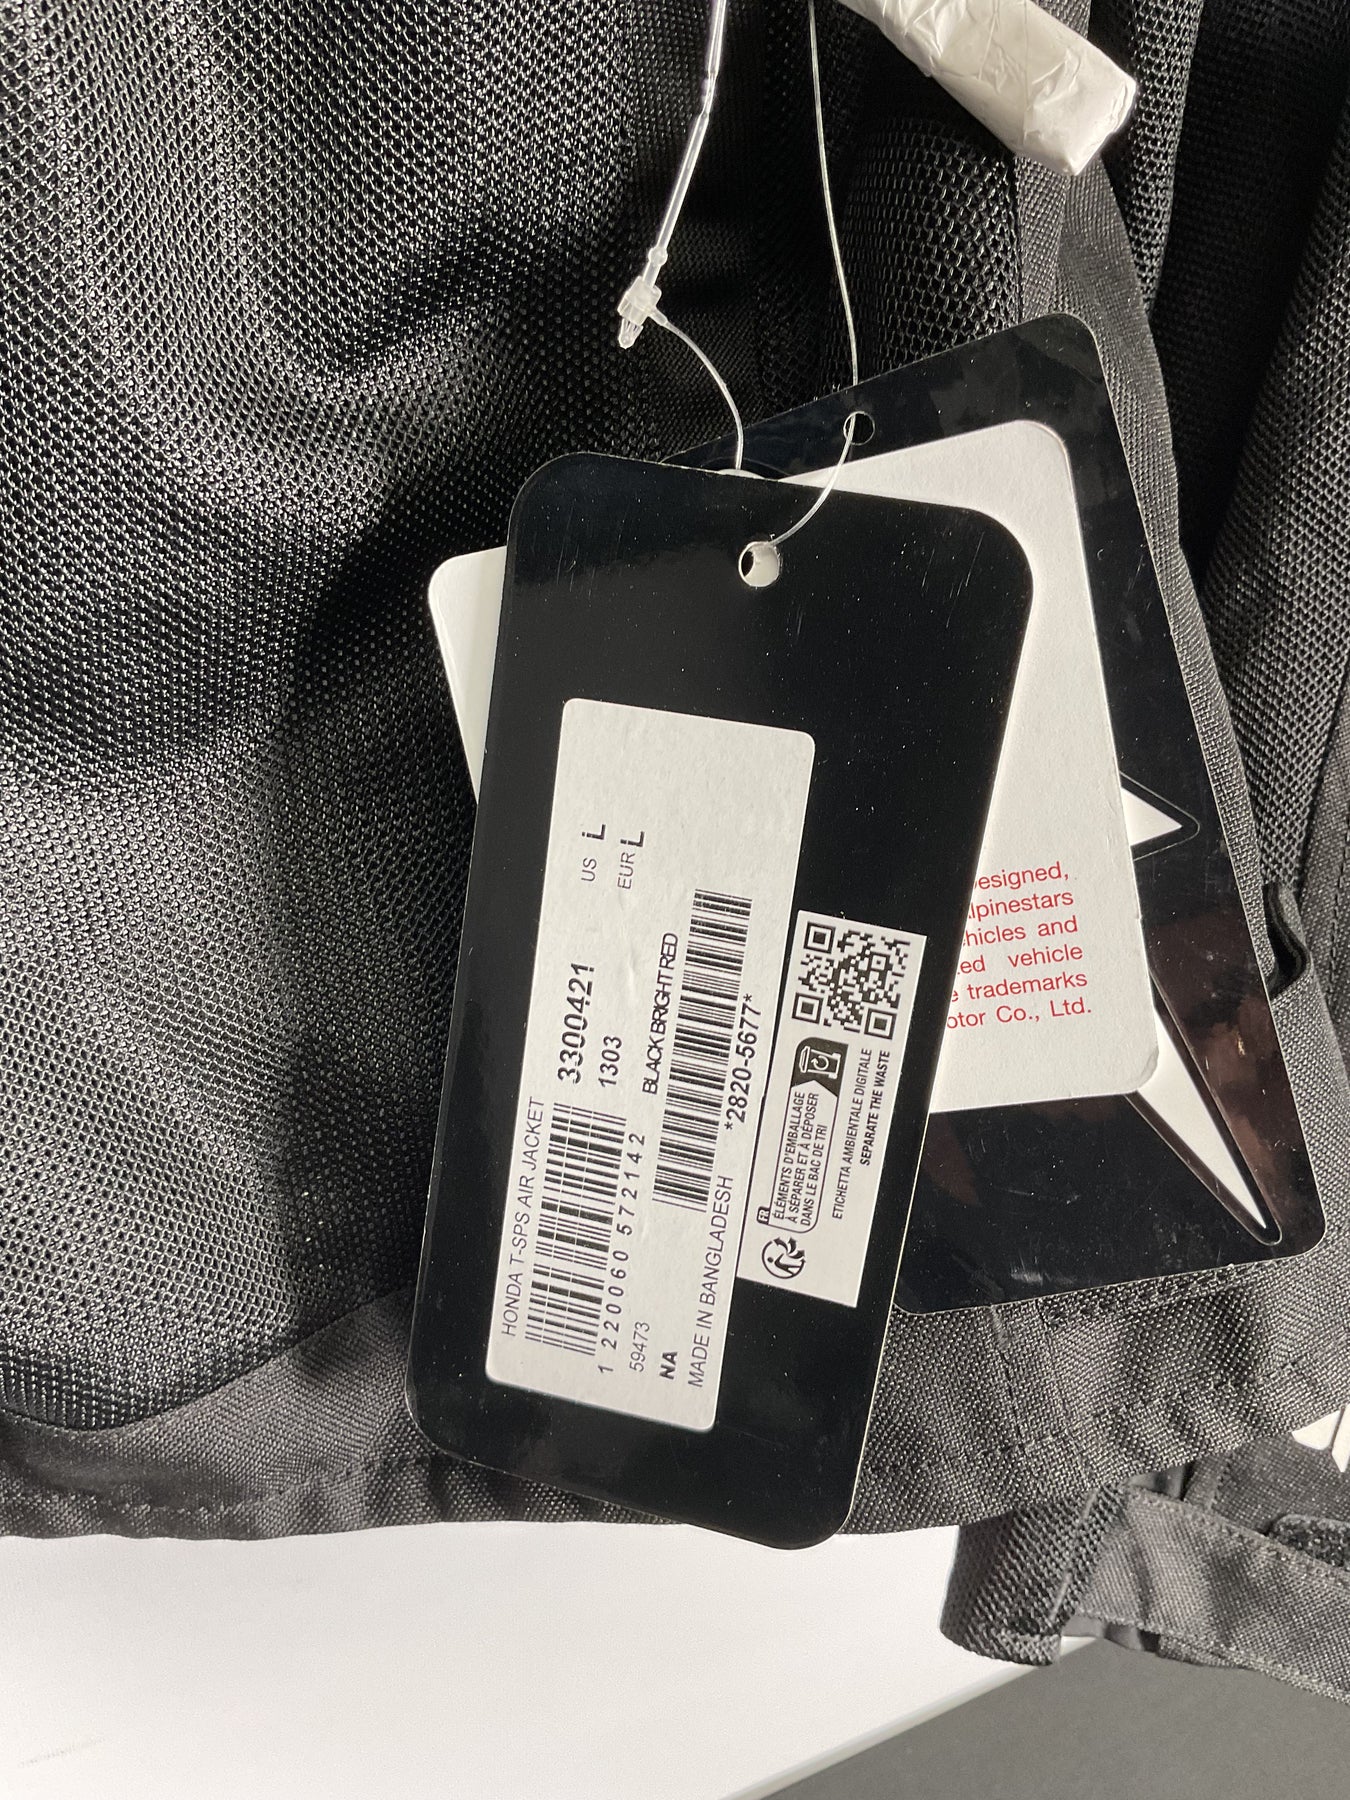 HONDA T-SPS AIR JACKET
3300421
US L
1303
EUR L
1 220060 572142
BLACK BRIGHT RED
59473
NA
MADE IN BANGLADESH
*2820-5677*
FR
ÉLÉMENTS D'EMBALLAGE
À SÉPARER ET À DÉPOSER
DANS LE BAC DE TRI
ETICHETTA AMBIENTALE DIGITALE
SEPARATE THE WASTE
esigned,
lpinestars
hicles and
ed vehicle
e trademarks
otor Co., Ltd.